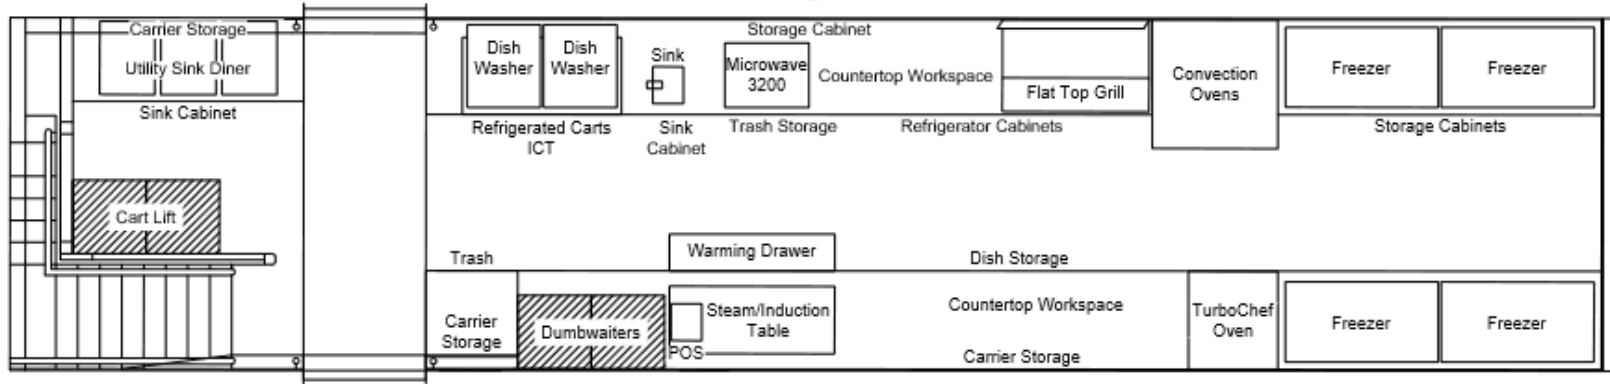 Carrier Storage
Utility Sink Diner
Sink Cabinet
Cart Lift
Dish
Washer
Dish
Washer
Refrigerated Carts
ICT
Sink
Sink
Cabinet
Storage Cabinet
Microwave
3200
Trash Storage
Countertop Workspace
Refrigerator Cabinets
Flat Top Grill
Convection
Ovens
Freezer
Freezer
Storage Cabinets
Trash
Carrier
Storage
Dumbwaiters
Warming Drawer
Steam/Induction
Table
POS
Dish Storage
Countertop Workspace
Carrier Storage
TurboChef
Oven
Freezer
Freezer